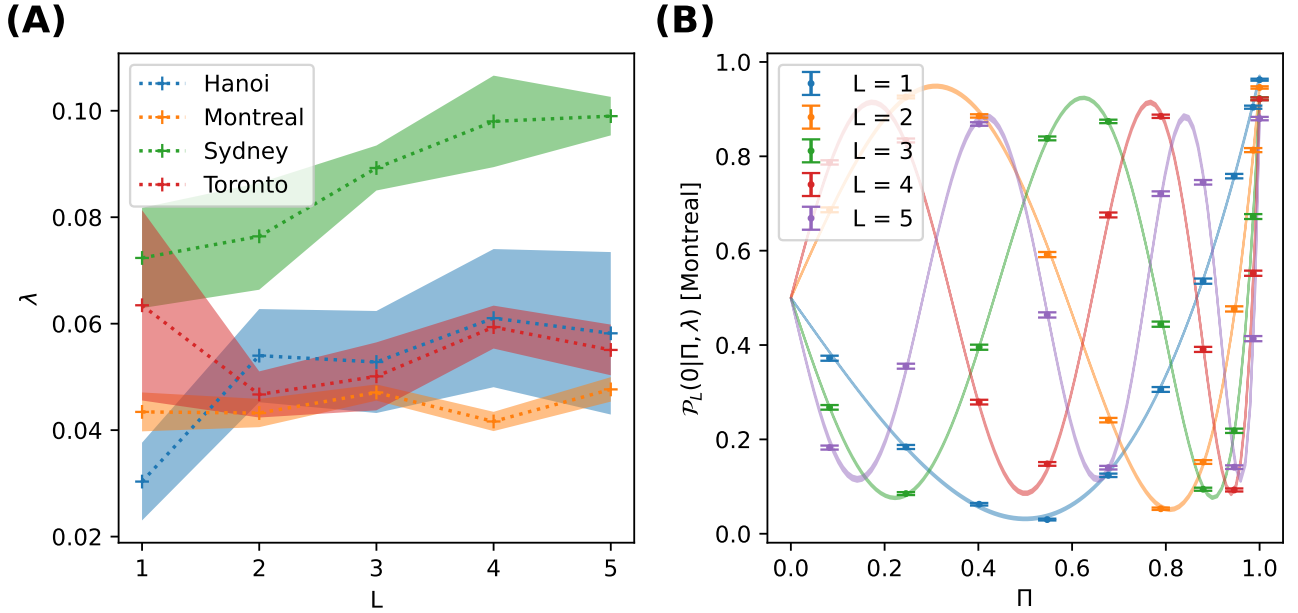 (A)
Hanoi
Montreal
Sydney
Toronto
0.10
0.08
0.06
0.04
0.02
λ
1 2 3 4 5
L
(B)
L = 1
L = 2
L = 3
L = 4
L = 5
1.0
0.8
0.6
0.4
0.2
0.0
𝒫L(0|Π, λ) [Montreal]
0.0 0.2 0.4 0.6 0.8 1.0
Π